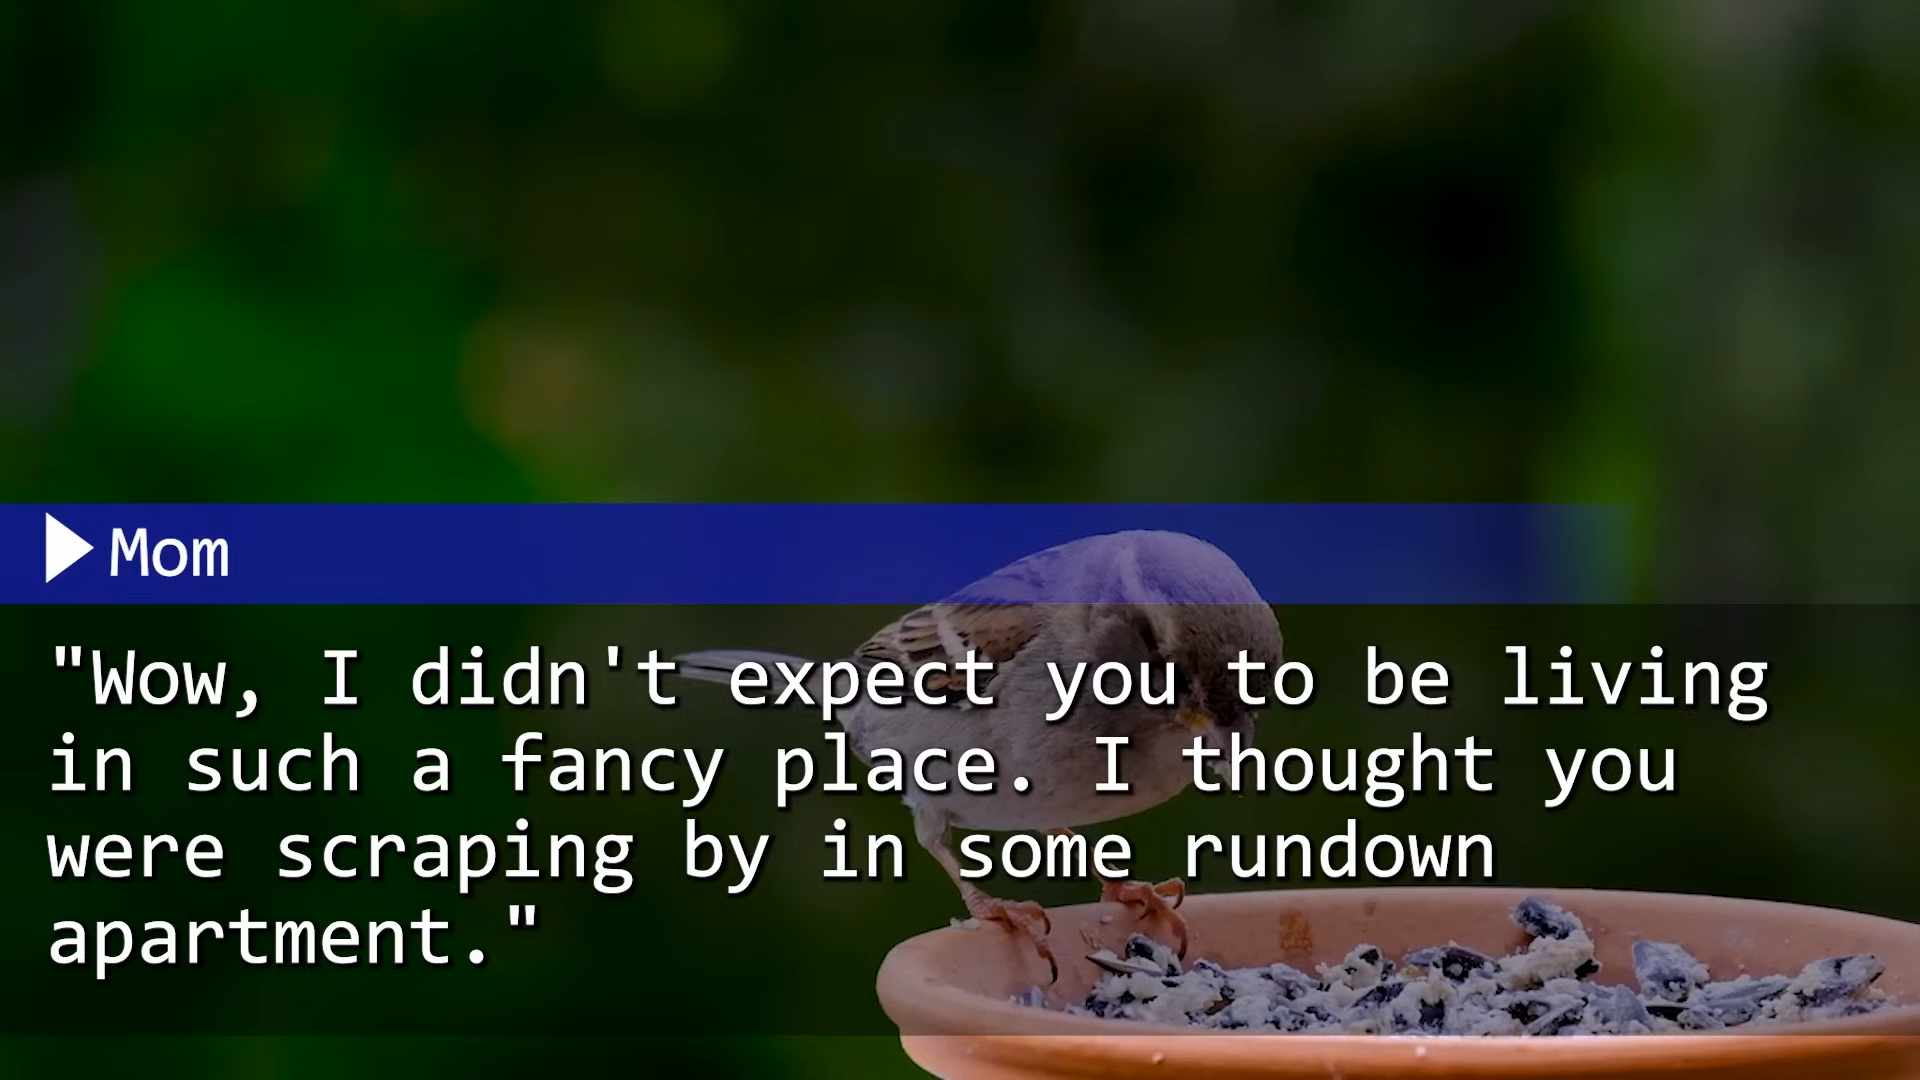 Mom
"Wow, I didn't expect you to be living
in such a fancy place. I thought you
were scraping by in some rundown
apartment."